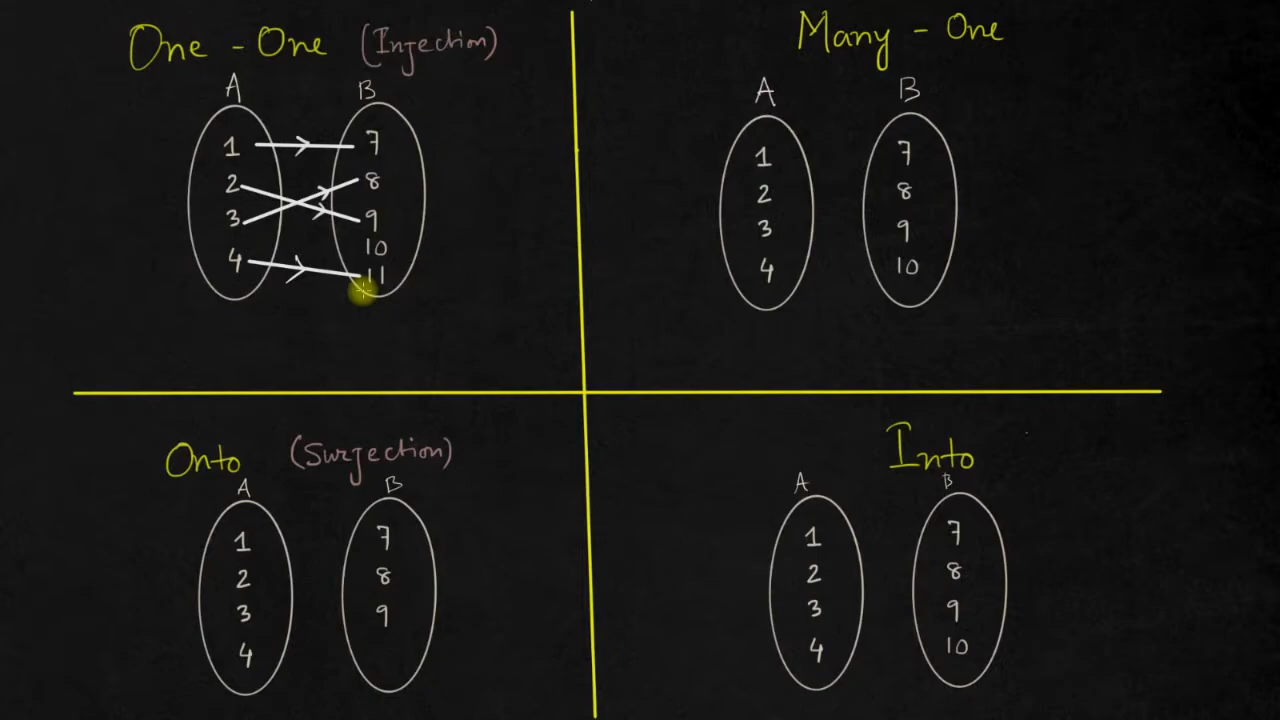 One - One (Injection)
A B
1 7
2 8
3 9
10
4 11
Many - One
A B
1 7
2 8
3 9
4 10
Onto (Surjection)
A B
1 7
2 8
3 9
4
Into
A B
1 7
2 8
3 9
4 10